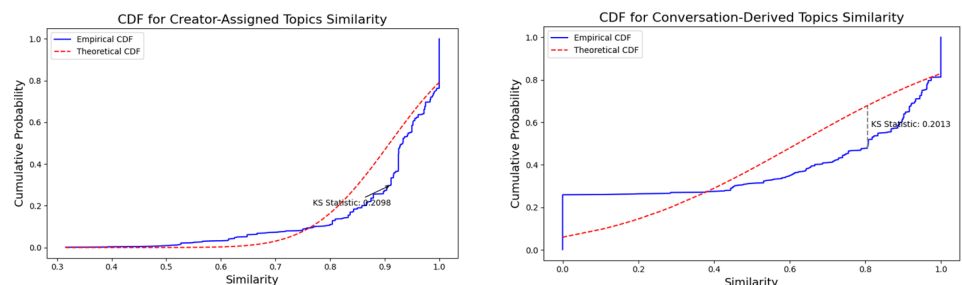 CDF for Creator-Assigned Topics Similarity
Empirical CDF
Theoretical CDF
1.0
0.8
0.6
0.4
0.2
0.0
Cumulative Probability
KS Statistic: 0.2098
0.3 0.4 0.5 0.6 0.7 0.8 0.9 1.0
Similarity
CDF for Conversation-Derived Topics Similarity
Empirical CDF
Theoretical CDF
1.0
0.8
0.6
0.4
0.2
0.0
Cumulative Probability
KS Statistic: 0.2013
0.0 0.2 0.4 0.6 0.8 1.0
Similarity